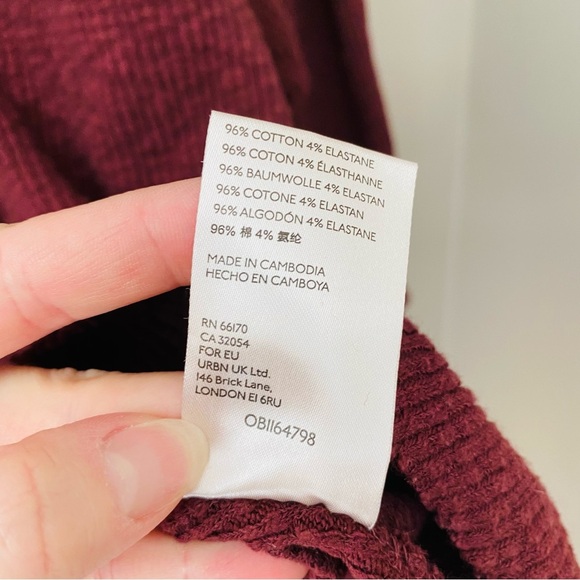 96% COTTON 4% ELASTANE
96% COTON 4% ÉLASTHANNE
96% BAUMWOLLE 4% ELASTAN
96% COTONE 4% ELASTAN
96% ALGODÓN 4% ELASTANE
96% 棉 4% 氨纶
MADE IN CAMBODIA
HECHO EN CAMBOYA
RN 66170
CA 32054
FOR EU
URBN UK Ltd.
146 Brick Lane,
LONDON E1 6RU
OB1164798